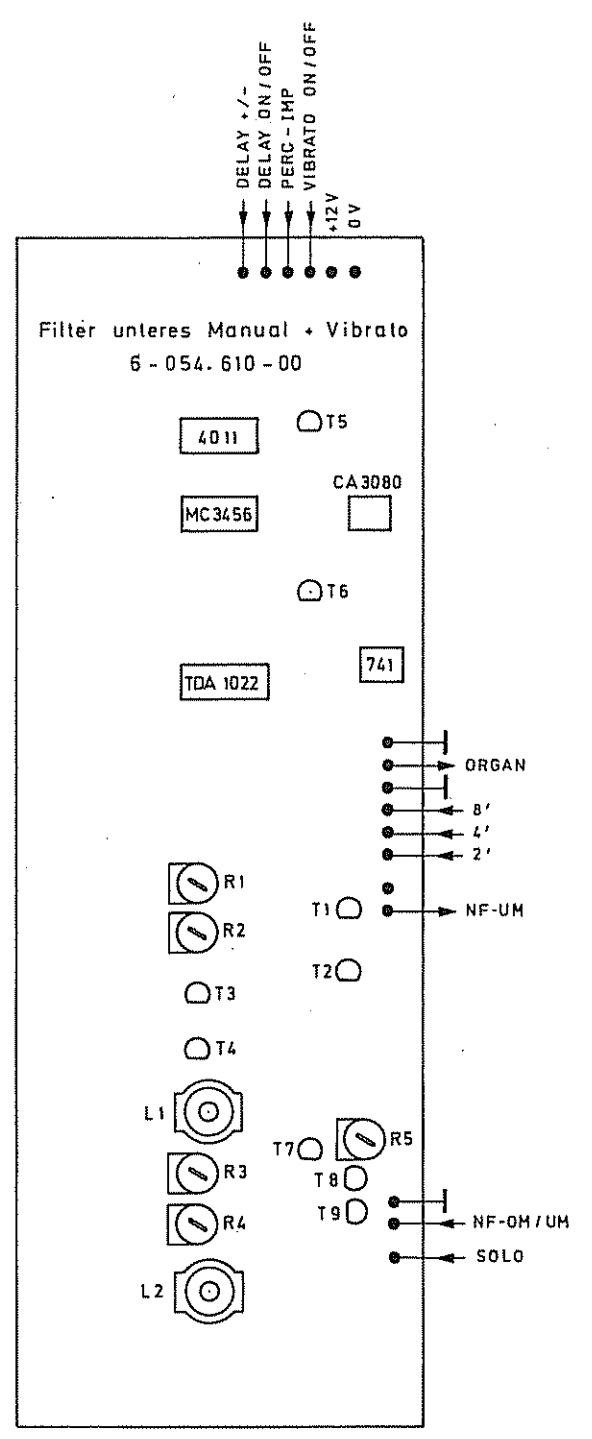 DELAY +/-
DELAY ON/OFF
PERC-IMP
VIBRATO ON/OFF
+12V
0V
Filter unteres Manual + Vibrato
6-054.610-00
T5
4011
CA3080
MC3456
T6
741
TDA 1022
ORGAN
8'
4'
2'
R1
T1
NF-UM
R2
T2
T3
T4
L1
T7
R5
R3
T8
T9
R4
NF-OM/UM
SOLO
L2